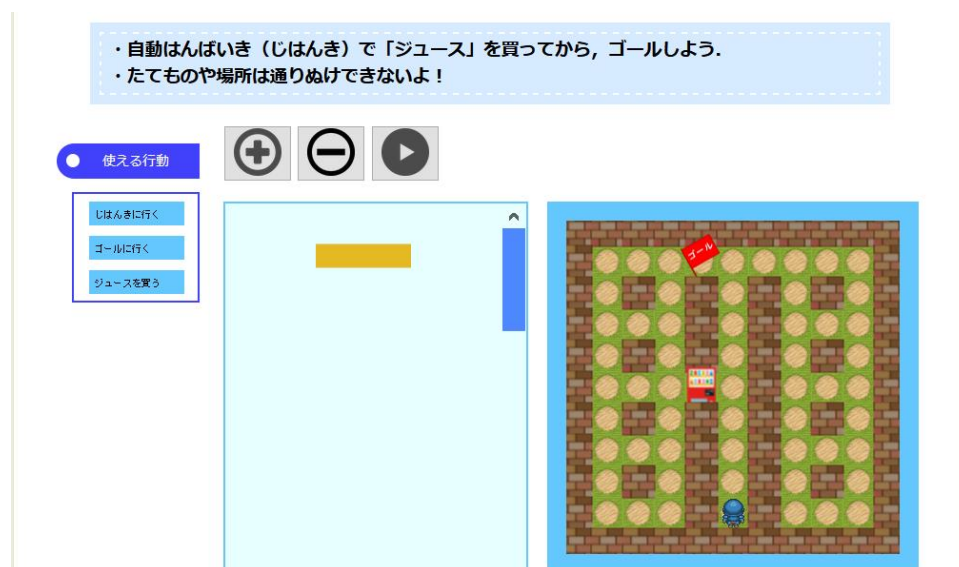 ・自動はんばいき（じはんき）で「ジュース」を買ってから，ゴールしよう．
・たてものや場所は通りぬけできないよ！
使える行動
じはんきに行く
ゴールに行く
ジュースを買う
ゴール